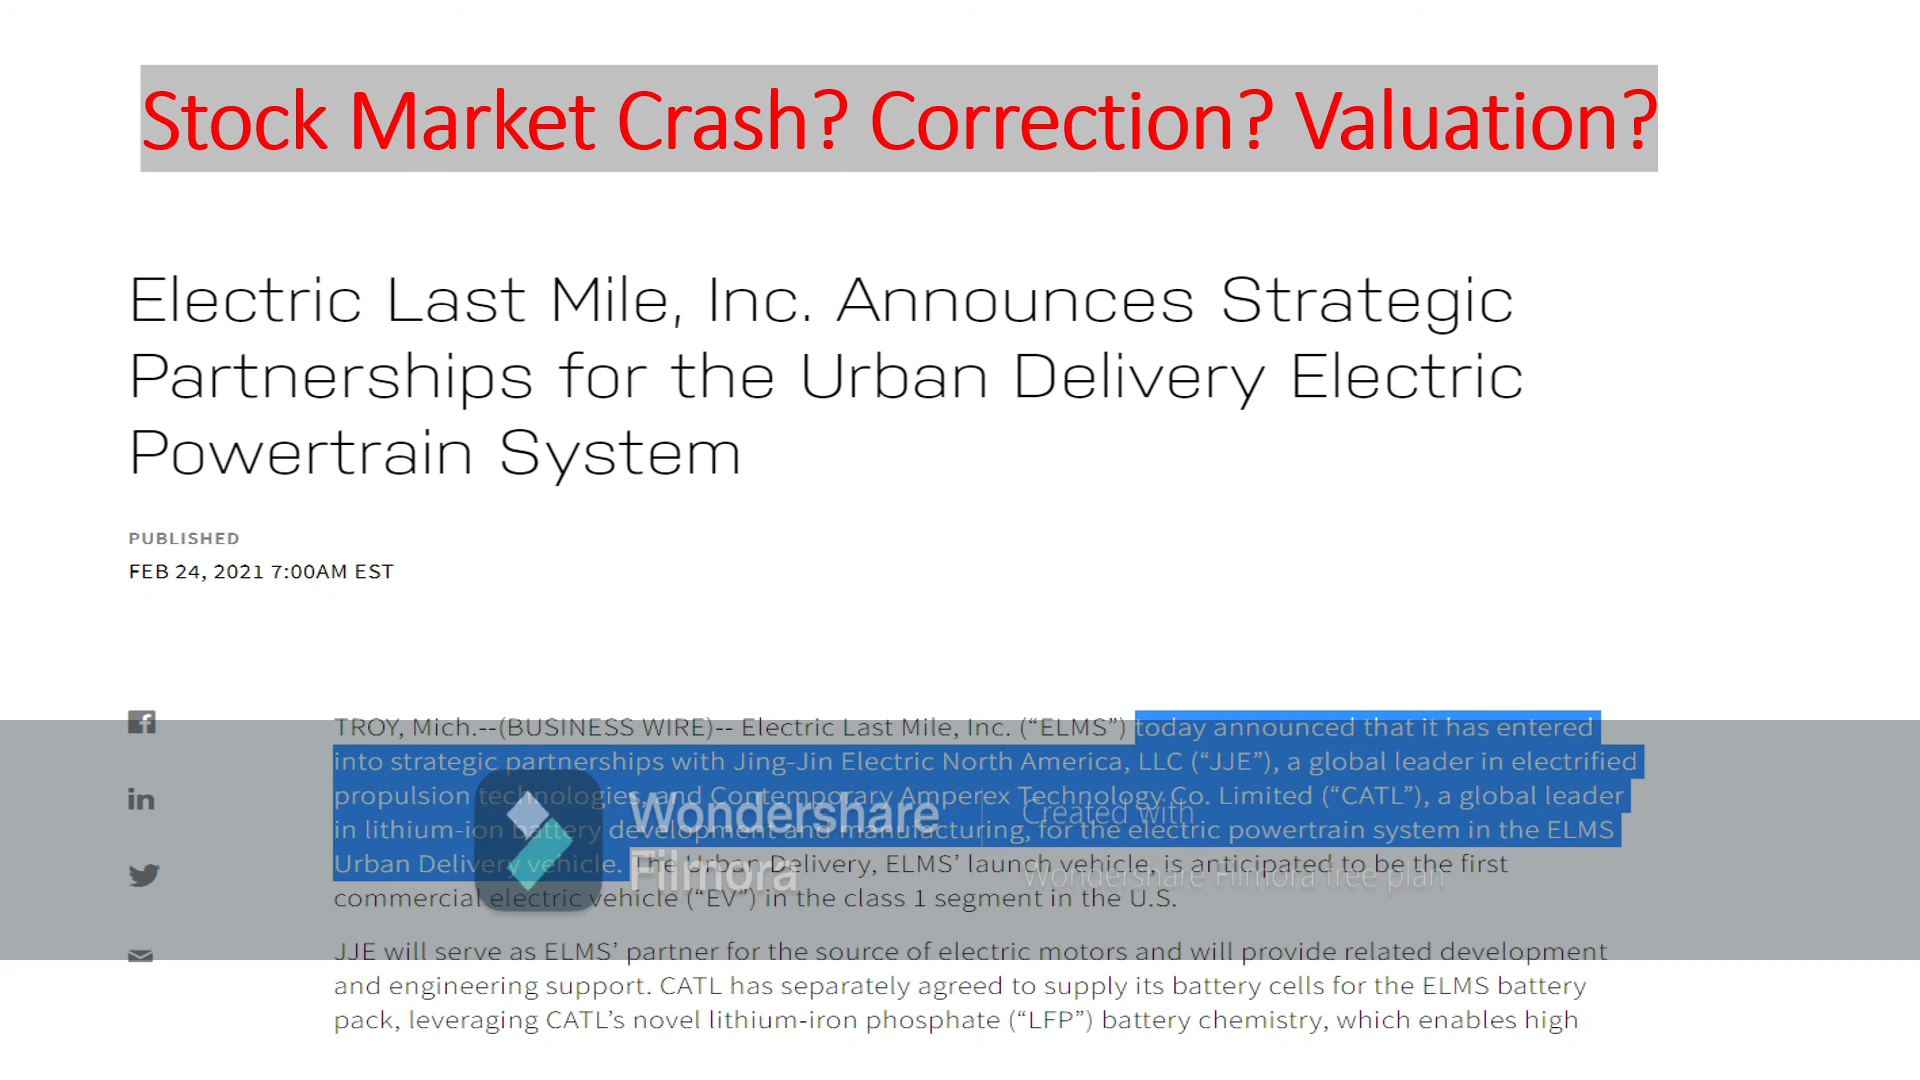 Stock Market Crash? Correction? Valuation?
Electric Last Mile, Inc. Announces Strategic
Partnerships for the Urban Delivery Electric
Powertrain System
PUBLISHED
FEB 24, 2021 7:00AM EST
TROY, Mich.--(BUSINESS WIRE)-- Electric Last Mile, Inc. (“ELMS”) today announced that it has entered
into strategic partnerships with Jing-Jin Electric North America, LLC (“JJE”), a global leader in electrified
propulsion technologies, and Contemporary Amperex Technology Co. Limited (“CATL”), a global leader
in lithium-ion battery development and manufacturing, for the electric powertrain system in the ELMS
Urban Delivery vehicle. The Urban Delivery, ELMS’ launch vehicle, is anticipated to be the first
commercial electric vehicle (“EV”) in the class 1 segment in the U.S.
JJE will serve as ELMS’ partner for the source of electric motors and will provide related development
and engineering support. CATL has separately agreed to supply its battery cells for the ELMS battery
pack, leveraging CATL’s novel lithium-iron phosphate (“LFP”) battery chemistry, which enables high
Wondershare
Filmora
Created with
Wondershare Filmora free plan